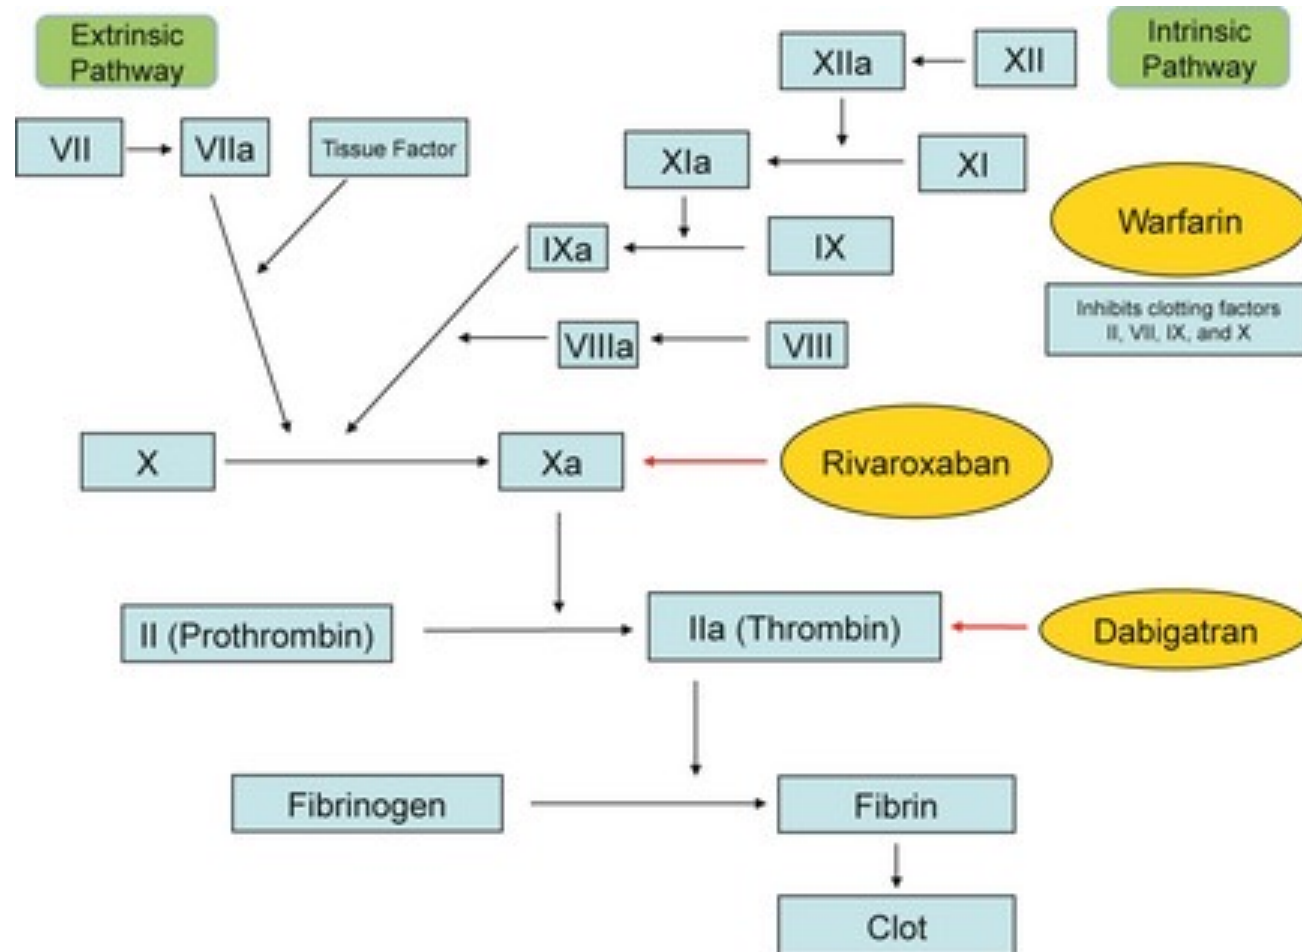 Extrinsic
Pathway
Intrinsic
Pathway
XIIa
XII
VII
VIIa
Tissue Factor
XIa
XI
Warfarin
IXa
IX
Inhibits clotting factors
II, VII, IX, and X
VIIIa
VIII
X
Xa
Rivaroxaban
II (Prothrombin)
IIa (Thrombin)
Dabigatran
Fibrinogen
Fibrin
Clot